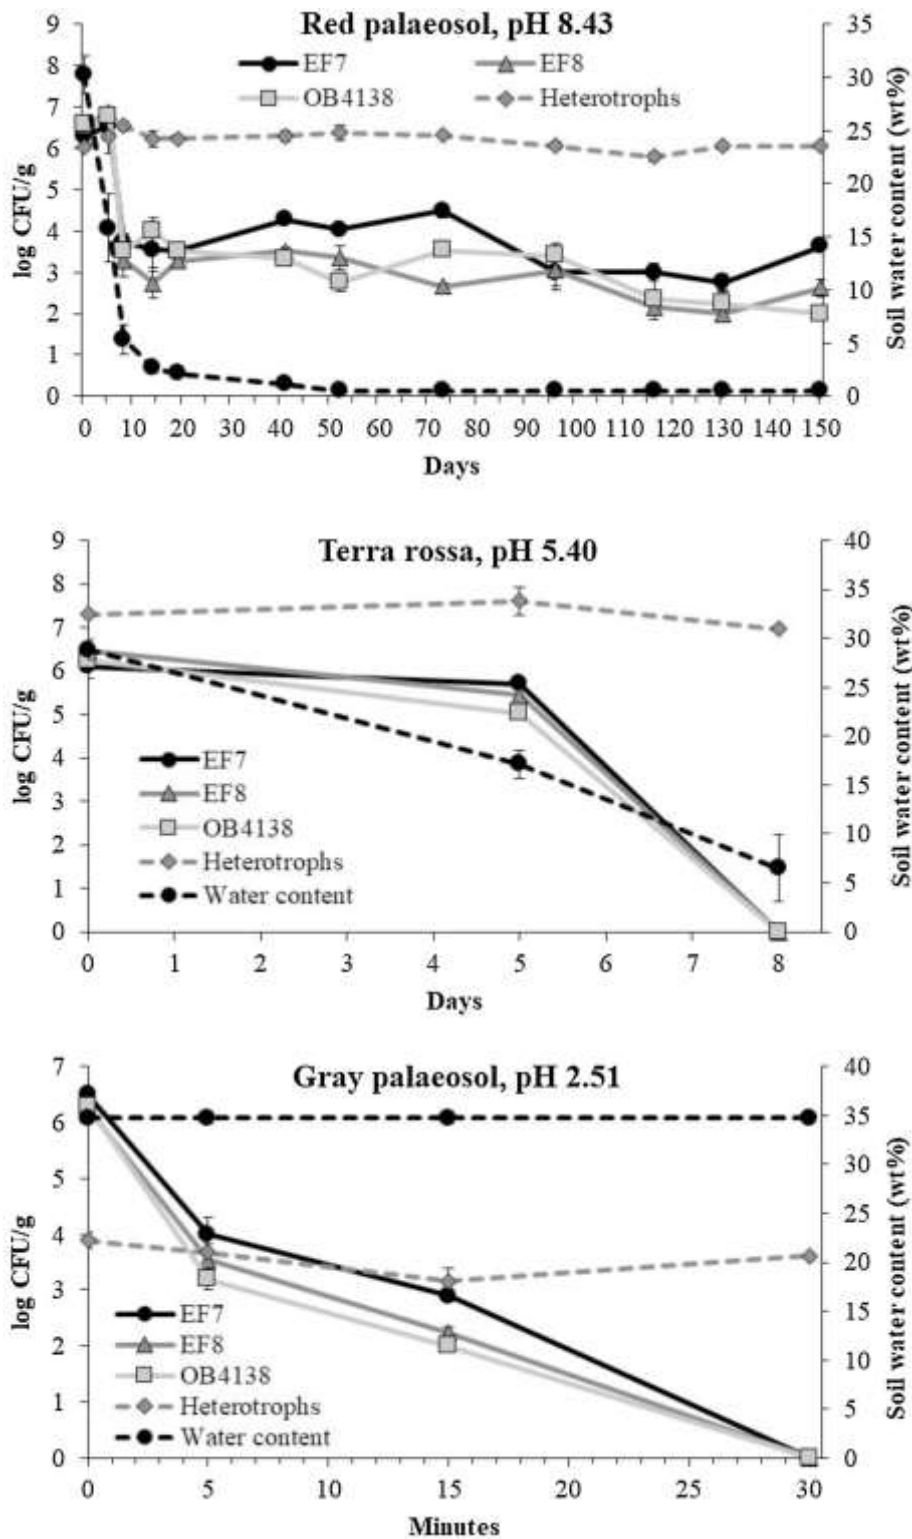 Red palaeosol, pH 8.43
EF7 EF8
OB4138 Heterotrophs
log CFU/g
9
8
7
6
5
4
3
2
1
0
35
30
25
20
15
10
5
0
Soil water content (wt%)
0 10 20 30 40 50 60 70 80 90 100 110 120 130 140 150
Days
Terra rossa, pH 5.40
log CFU/g
9
8
7
6
5
4
3
2
1
0
EF7
EF8
OB4138
Heterotrophs
Water content
40
35
30
25
20
15
10
5
0
Soil water content (wt%)
0 1 2 3 4 5 6 7 8
Days
Gray palaeosol, pH 2.51
log CFU/g
7
6
5
4
3
2
1
0
EF7
EF8
OB4138
Heterotrophs
Water content
40
35
30
25
20
15
10
5
0
Soil water content (wt%)
0 5 10 15 20 25 30
Minutes